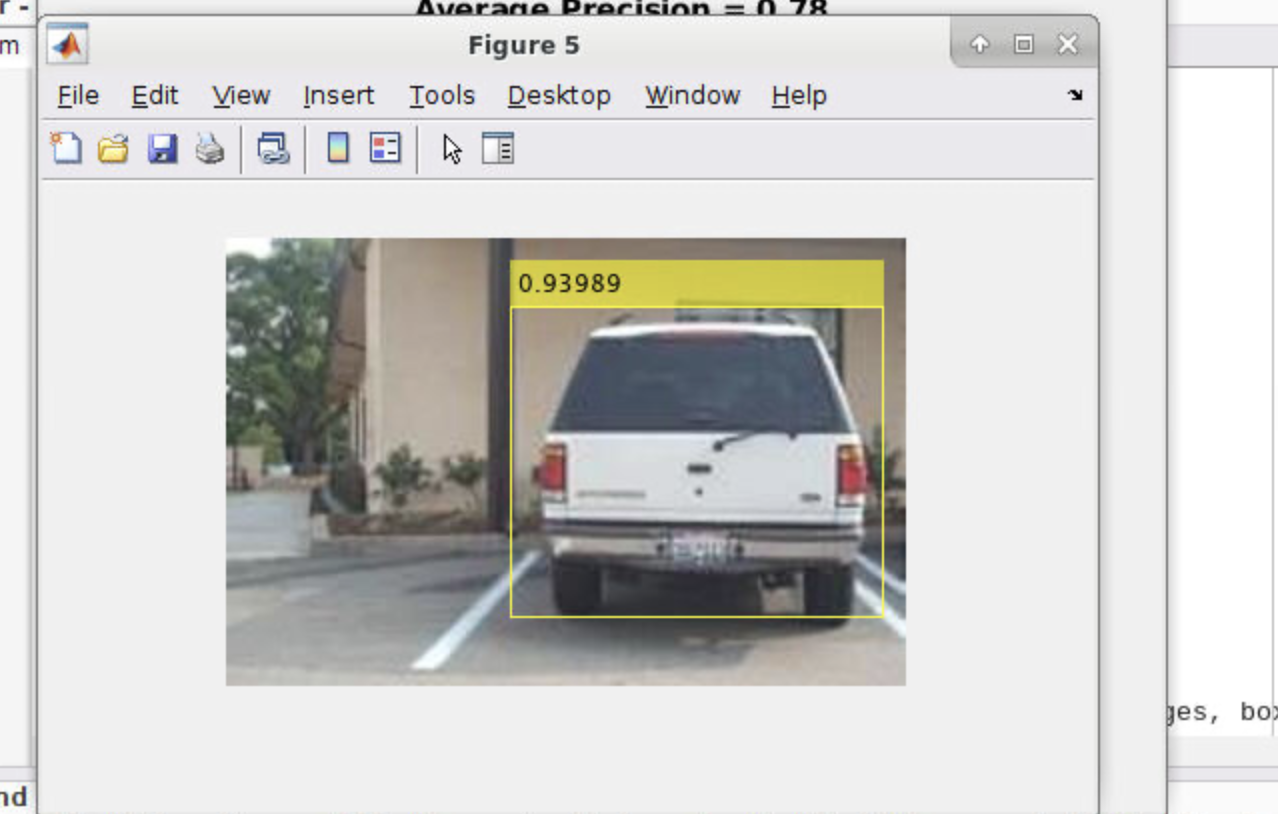 r -
Average Precision = 0.78
m
Figure 5
File Edit View Insert Tools Desktop Window Help
0.93989
ges, box
nd